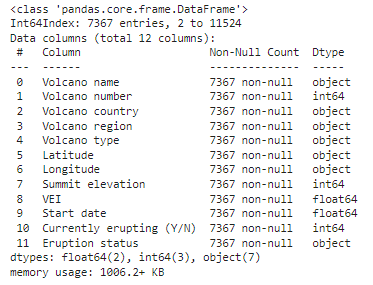 <class 'pandas.core.frame.DataFrame'>
Int64Index: 7367 entries, 2 to 11524
Data columns (total 12 columns):
 #   Column                    Non-Null Count  Dtype
---  ------                    --------------  -----
 0   Volcano name              7367 non-null   object
 1   Volcano number            7367 non-null   int64
 2   Volcano country           7367 non-null   object
 3   Volcano region            7367 non-null   object
 4   Volcano type              7367 non-null   object
 5   Latitude                  7367 non-null   object
 6   Longitude                 7367 non-null   object
 7   Summit elevation          7367 non-null   int64
 8   VEI                       7367 non-null   float64
 9   Start date                7367 non-null   float64
 10  Currently erupting (Y/N)  7367 non-null   int64
 11  Eruption status           7367 non-null   object
dtypes: float64(2), int64(3), object(7)
memory usage: 1006.2+ KB